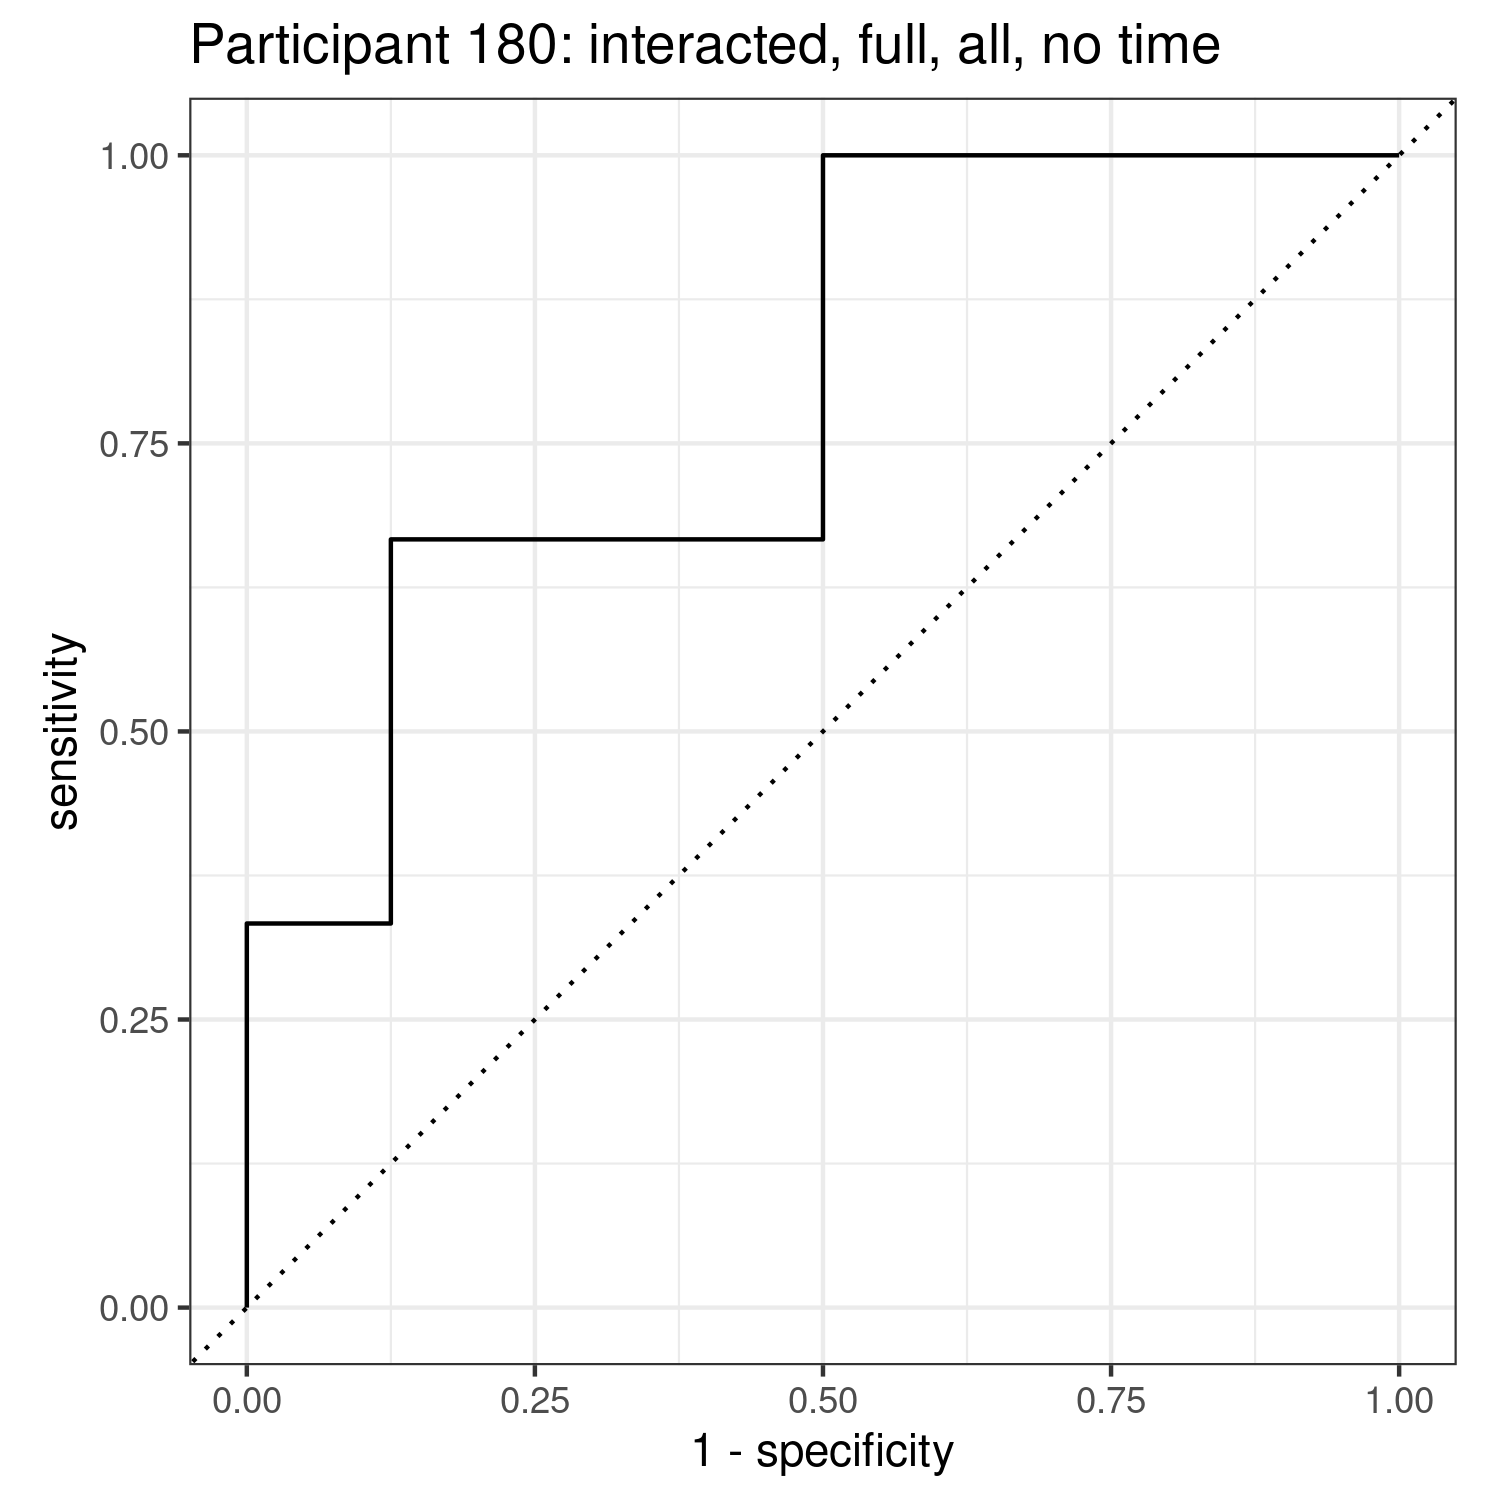 Participant 180: interacted, full, all, no time
1.00
0.75
0.50
0.25
0.00
sensitivity
0.00 0.25 0.50 0.75 1.00
1 - specificity